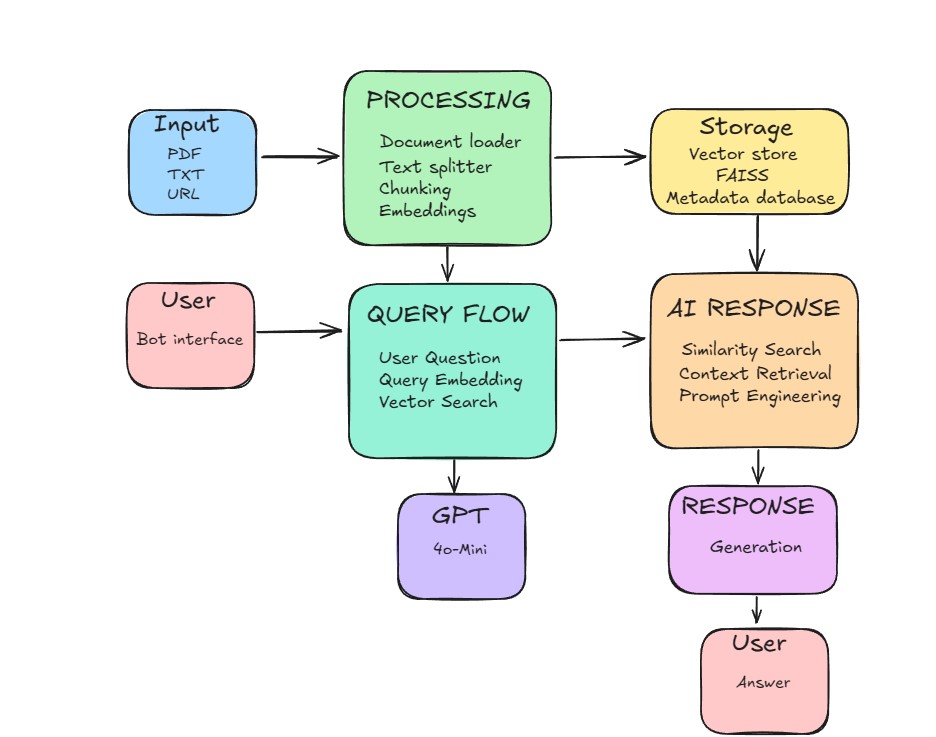 Input
PDF
TXT
URL
PROCESSING
Document loader
Text splitter
Chunking
Embeddings
Storage
Vector store
FAISS
Metadata database
User
Bot interface
QUERY FLOW
User Question
Query Embedding
Vector Search
AI RESPONSE
Similarity Search
Context Retrieval
Prompt Engineering
GPT
4o-Mini
RESPONSE
Generation
User
Answer